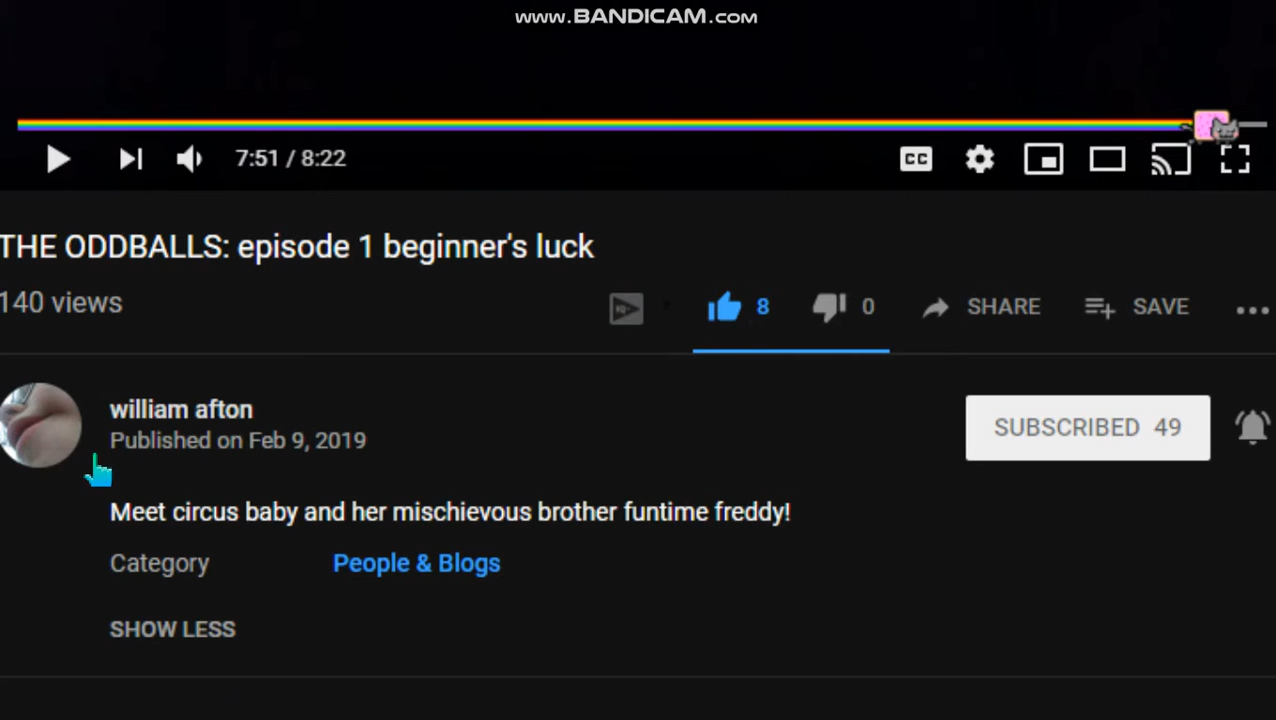 www.BANDICAM.com
7:51 / 8:22
CC
THE ODDBALLS: episode 1 beginner's luck
140 views
8
0
SHARE
SAVE
william afton
Published on Feb 9, 2019
SUBSCRIBED 49
Meet circus baby and her mischievous brother funtime freddy!
Category
People & Blogs
SHOW LESS